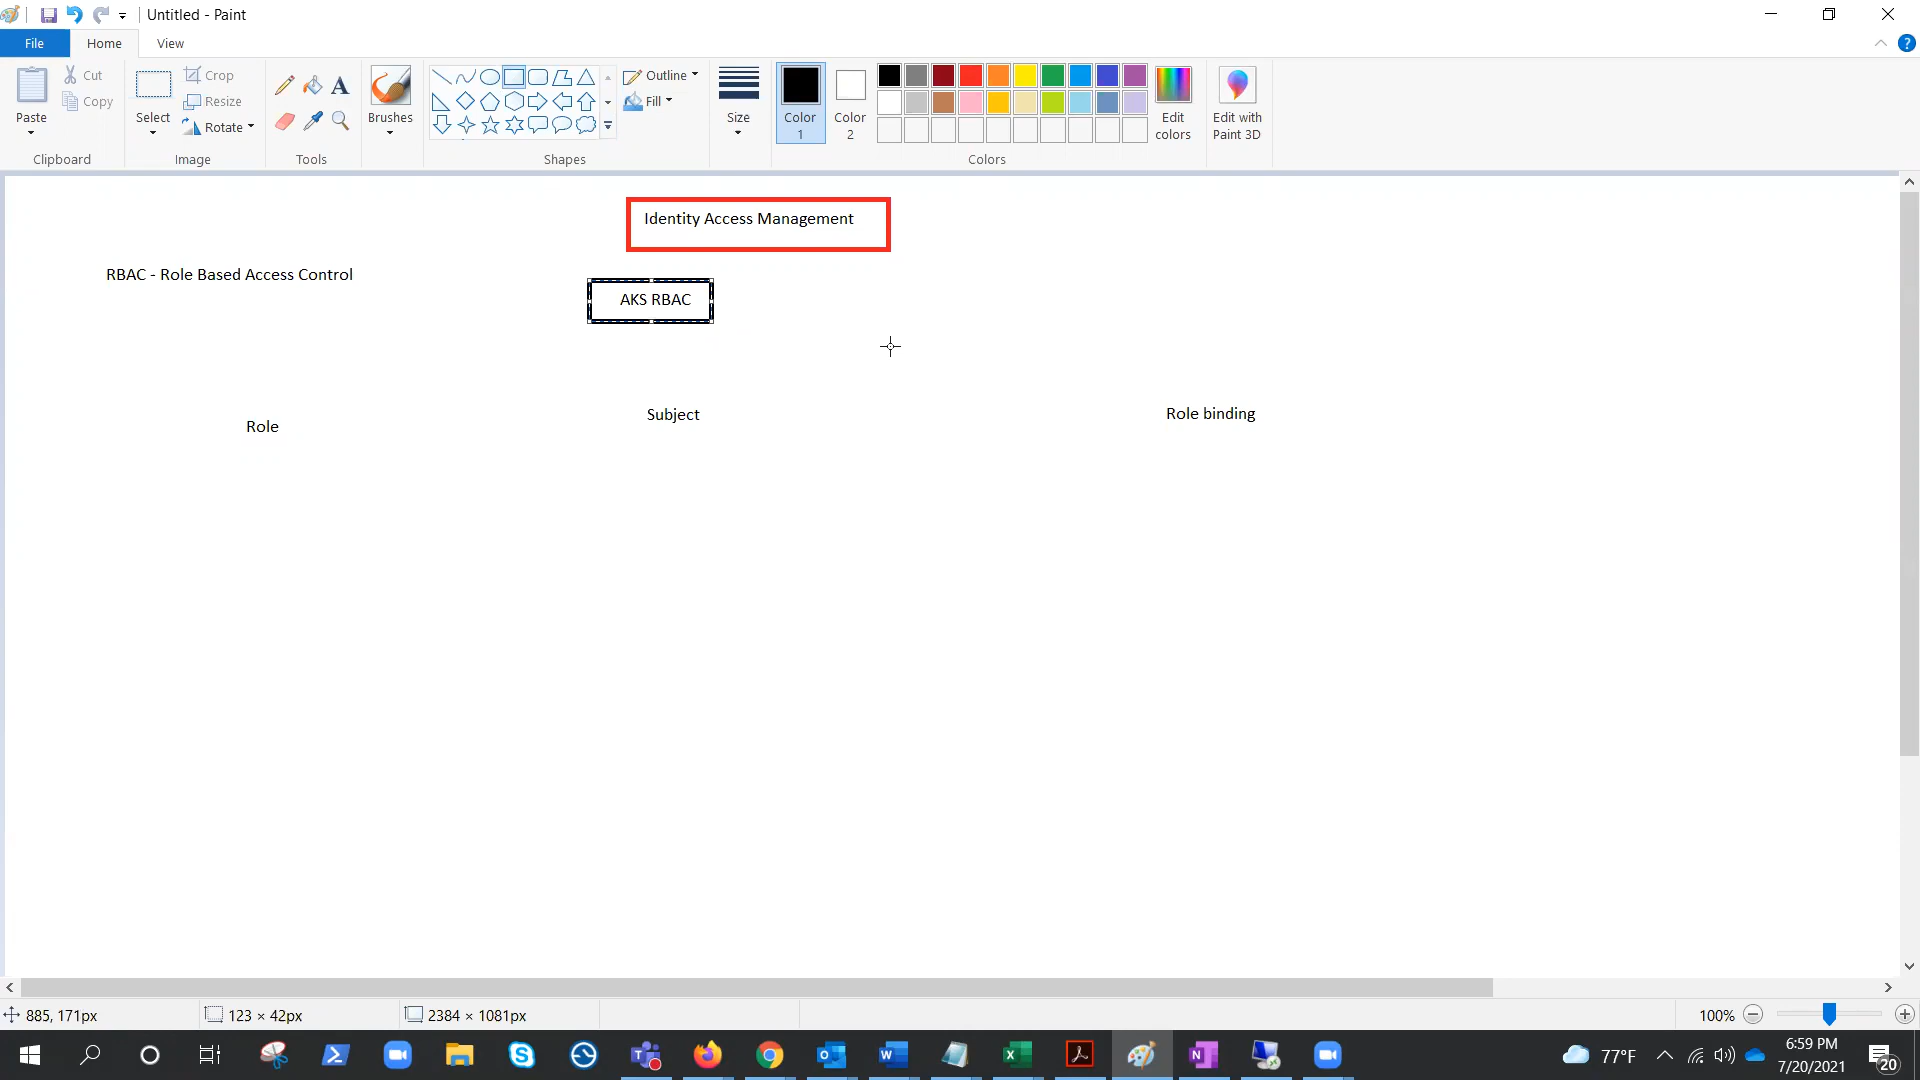 Untitled - Paint
File
Home
View
Paste
Cut
Copy
Clipboard
Select
Crop
Resize
Rotate
Image
Tools
Brushes
Shapes
Outline
Fill
Size
Color 1
Color 2
Colors
Edit colors
Edit with Paint 3D
Identity Access Management
RBAC - Role Based Access Control
AKS RBAC
Role
Subject
Role binding
885, 171px
123 × 42px
2384 × 1081px
100%
77°F
6:59 PM
7/20/2021
20